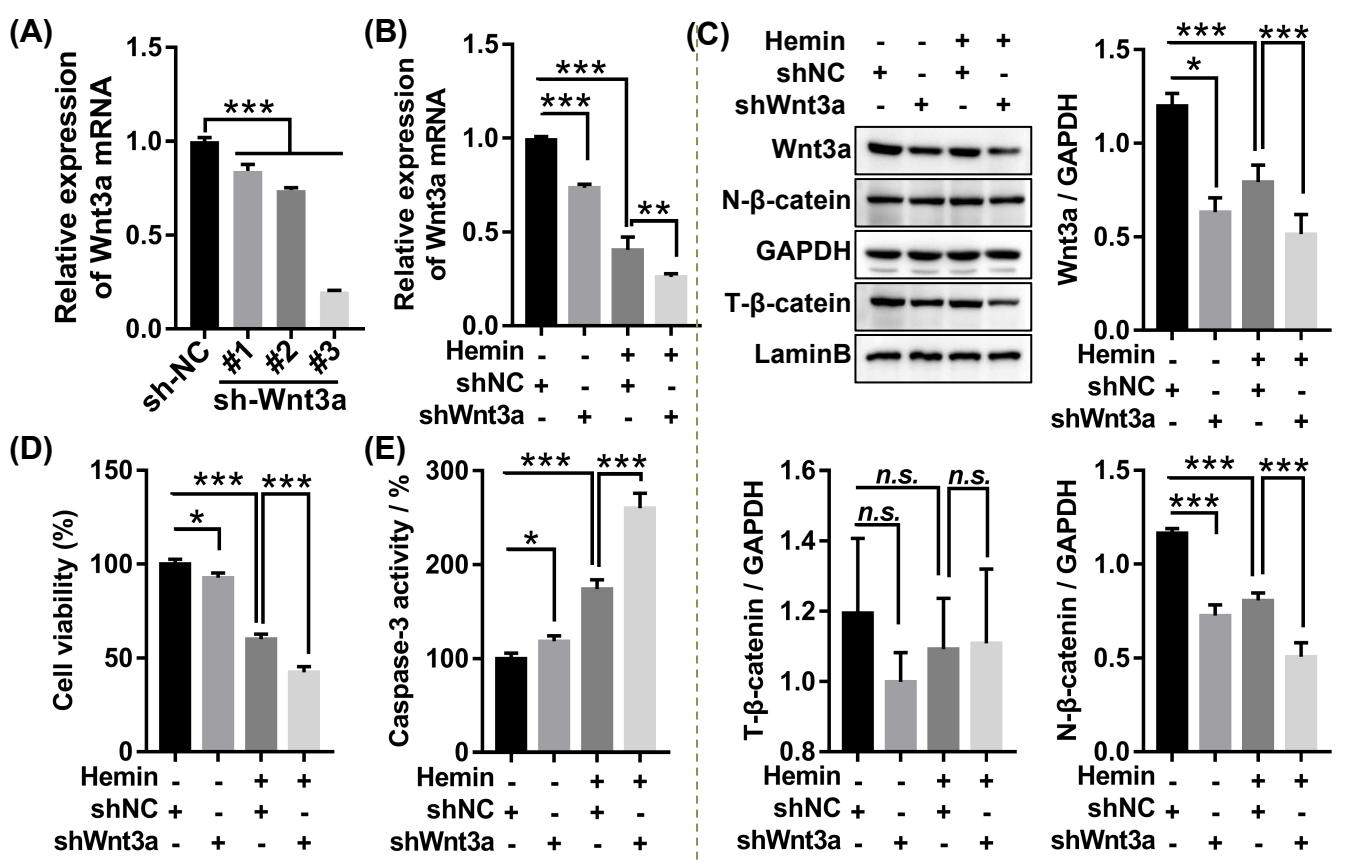 (A)
Relative expression
of Wnt3a mRNA
1.5
1.0
0.5
0.0
***
sh-NC #1 #2 #3
sh-Wnt3a
(B)
Relative expression
of Wnt3a mRNA
1.5
1.0
0.5
0.0
***
***
**
Hemin - - + +
shNC + - + -
shWnt3a - + - +
(C)
Hemin - - + +
shNC + - + -
shWnt3a - + - +
Wnt3a
N-β-catein
GAPDH
T-β-catein
LaminB
Wnt3a / GAPDH
1.5
1.0
0.5
0.0
*** ***
*
Hemin - - + +
shNC + - + -
shWnt3a - + - +
(D)
Cell viability (%)
150
100
50
0
*** ***
*
Hemin - - + +
shNC + - + -
shWnt3a - + - +
(E)
Caspase-3 activity / %
300
200
100
0
*** ***
*
Hemin - - + +
shNC + - + -
shWnt3a - + - +
T-β-catenin / GAPDH
1.6
1.4
1.2
1.0
0.8
n.s. n.s.
n.s.
Hemin - - + +
shNC + - + -
shWnt3a - + - +
N-β-catenin / GAPDH
1.5
1.0
0.5
0.0
*** ***
***
Hemin - - + +
shNC + - + -
shWnt3a - + - +